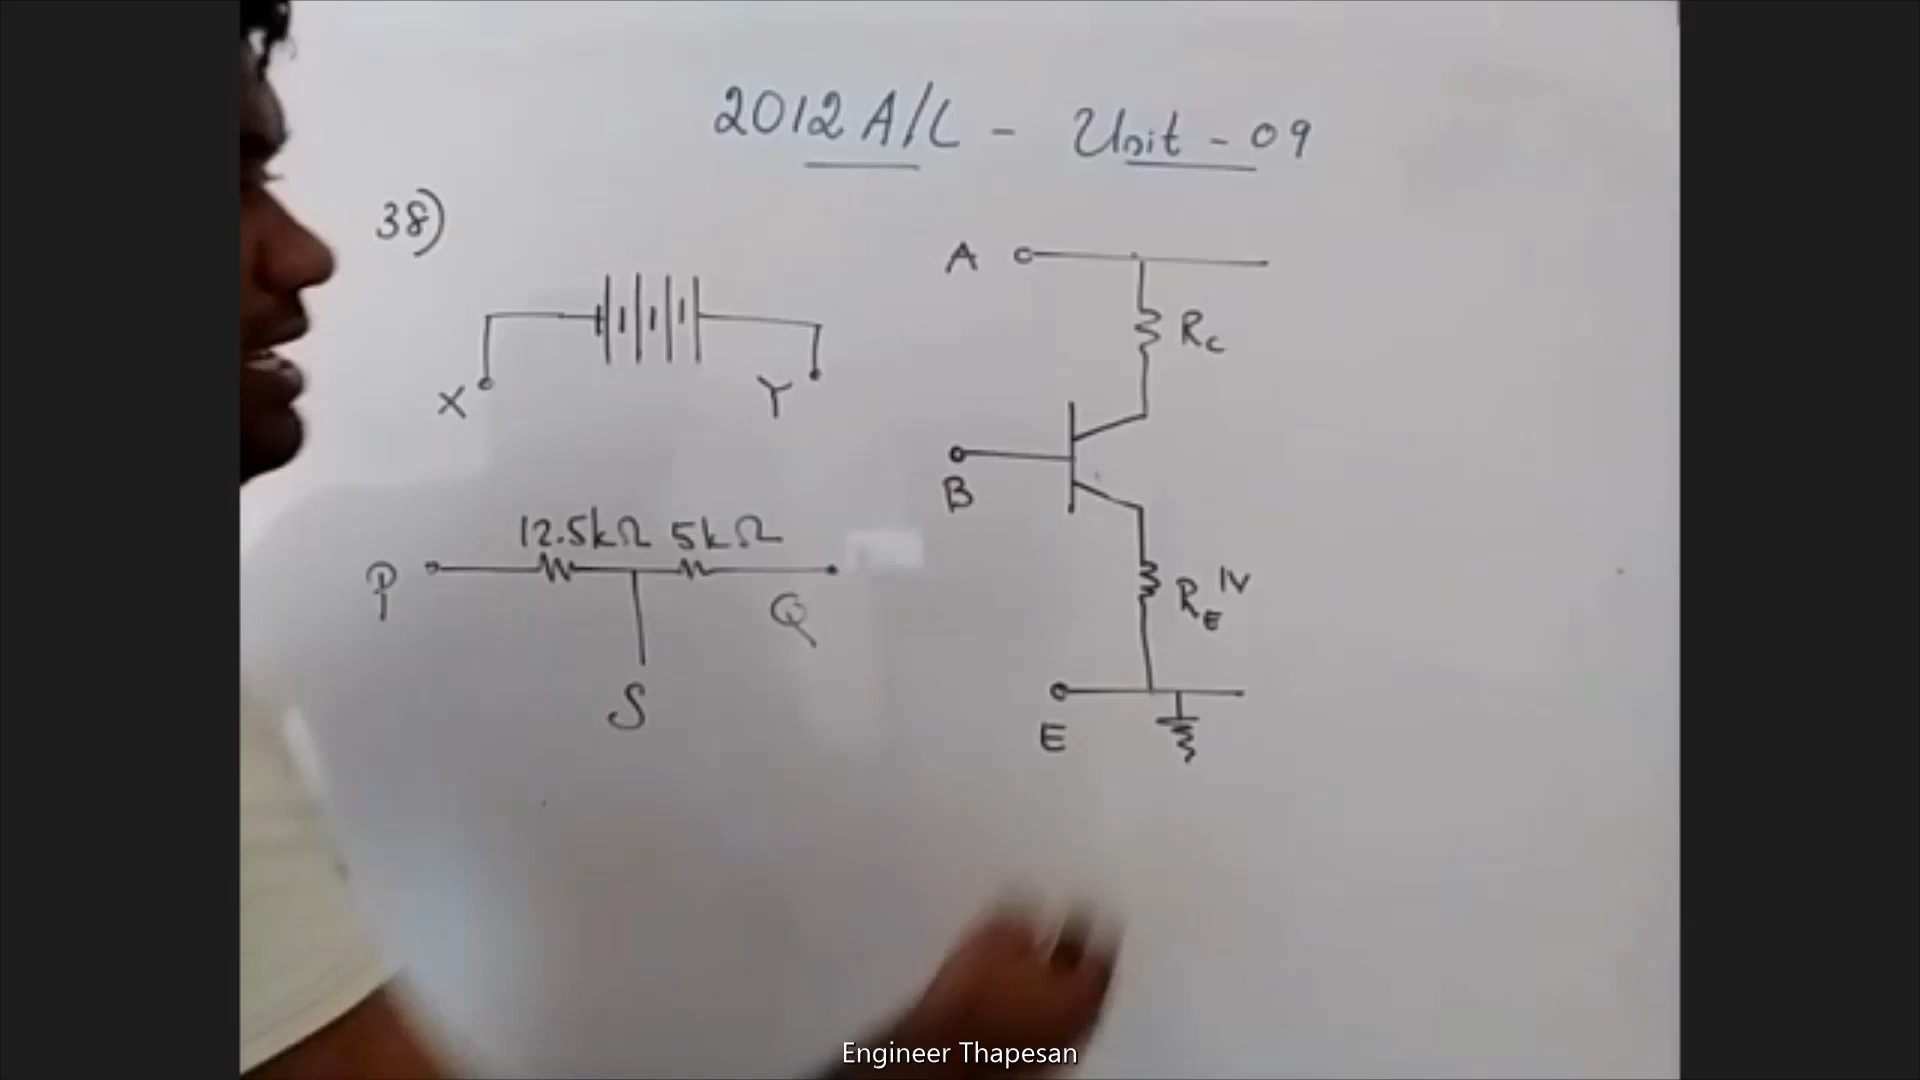 2012 A/L - Unit - 09
38)
X
Y
12.5kΩ 5kΩ
P
Q
S
A
RC
B
RE 1V
E
Engineer Thapesan